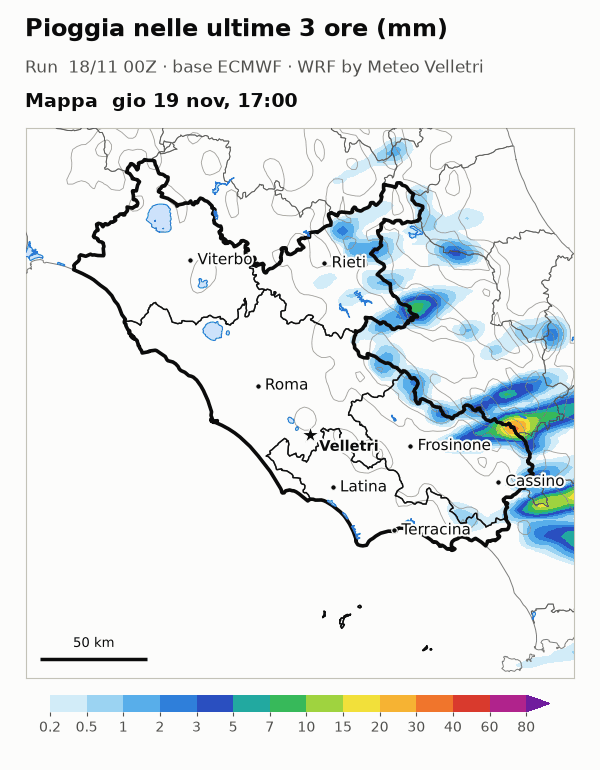 Pioggia nelle ultime 3 ore (mm)
Run  18/11 00Z · base ECMWF · WRF by Meteo Velletri
Mappa  gio 19 nov, 17:00
Viterbo
Rieti
Roma
Velletri
Frosinone
Latina
Cassino
Terracina
50 km
0.2 0.5 1 2 3 5 7 10 15 20 30 40 60 80